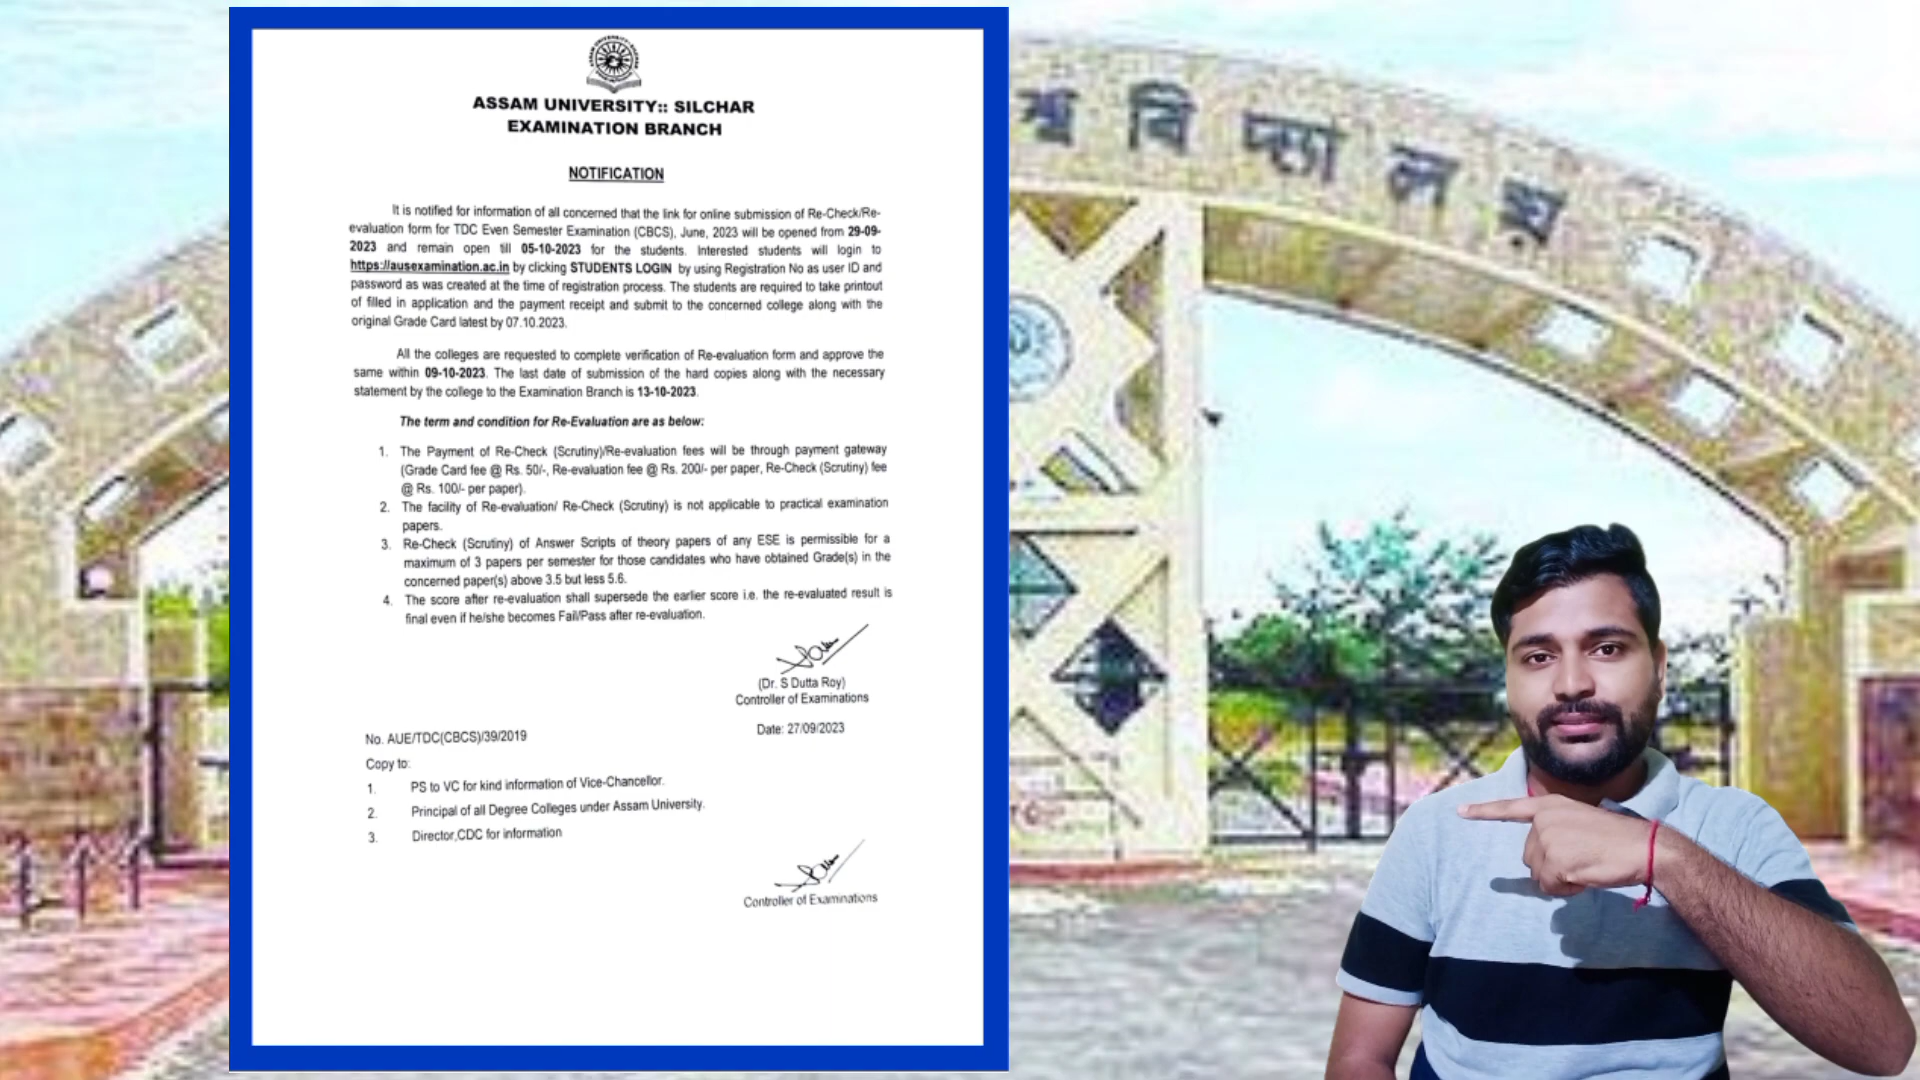 ASSAM UNIVERSITY:: SILCHAR
EXAMINATION BRANCH
NOTIFICATION
It is notified for information of all concerned that the link for online submission of Re-Check/Re-
evaluation form for TDC Even Semester Examination (CBCS), June, 2023 will be opened from 29-09-
2023 and remain open till 05-10-2023 for the students. Interested students will login to
https://ausexamination.ac.in by clicking STUDENTS LOGIN by using Registration No as user ID and
password as was created at the time of registration process. The students are required to take printout
of filled in application and the payment receipt and submit to the concerned college along with the
original Grade Card latest by 07.10.2023.
All the colleges are requested to complete verification of Re-evaluation form and approve the
same within 09-10-2023. The last date of submission of the hard copies along with the necessary
statement by the college to the Examination Branch is 13-10-2023.
The term and condition for Re-Evaluation are as below:
1. The Payment of Re-Check (Scrutiny)/Re-evaluation fees will be through payment gateway
(Grade Card fee @ Rs. 50/-, Re-evaluation fee @ Rs. 200/- per paper, Re-Check (Scrutiny) fee
@ Rs. 100/- per paper).
2. The facility of Re-evaluation/ Re-Check (Scrutiny) is not applicable to practical examination
papers.
3. Re-Check (Scrutiny) of Answer Scripts of theory papers of any ESE is permissible for a
maximum of 3 papers per semester for those candidates who have obtained Grade(s) in the
concerned paper(s) above 3.5 but less 5.6.
4. The score after re-evaluation shall supersede the earlier score i.e. the re-evaluated result is
final even if he/she becomes Fail/Pass after re-evaluation.
(Dr. S Dutta Roy)
Controller of Examinations
Date: 27/09/2023
No. AUE/TDC(CBCS)/39/2019
Copy to:
1. PS to VC for kind information of Vice-Chancellor.
2. Principal of all Degree Colleges under Assam University.
3. Director,CDC for information
Controller of Examinations
শ্ব বি দ্যা ল য়